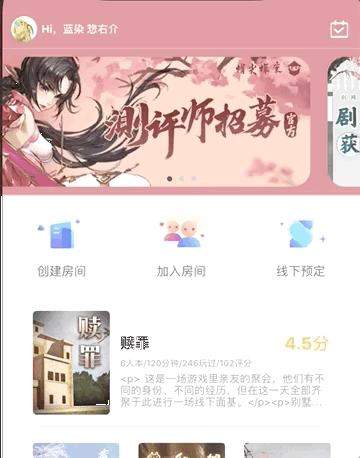 Hi，蓝染 惣右介
测评师招募
官方
剧
获
创建房间
加入房间
线下预定
赎罪
赎罪
4.5分
6人本/120分钟/246玩过/102评分
<p> 这是一场游戏里亲友的聚会，他们有不
同的身份、不同的经历，但在这一天全部齐
聚于此进行一场线下面基。</p><p>别墅...